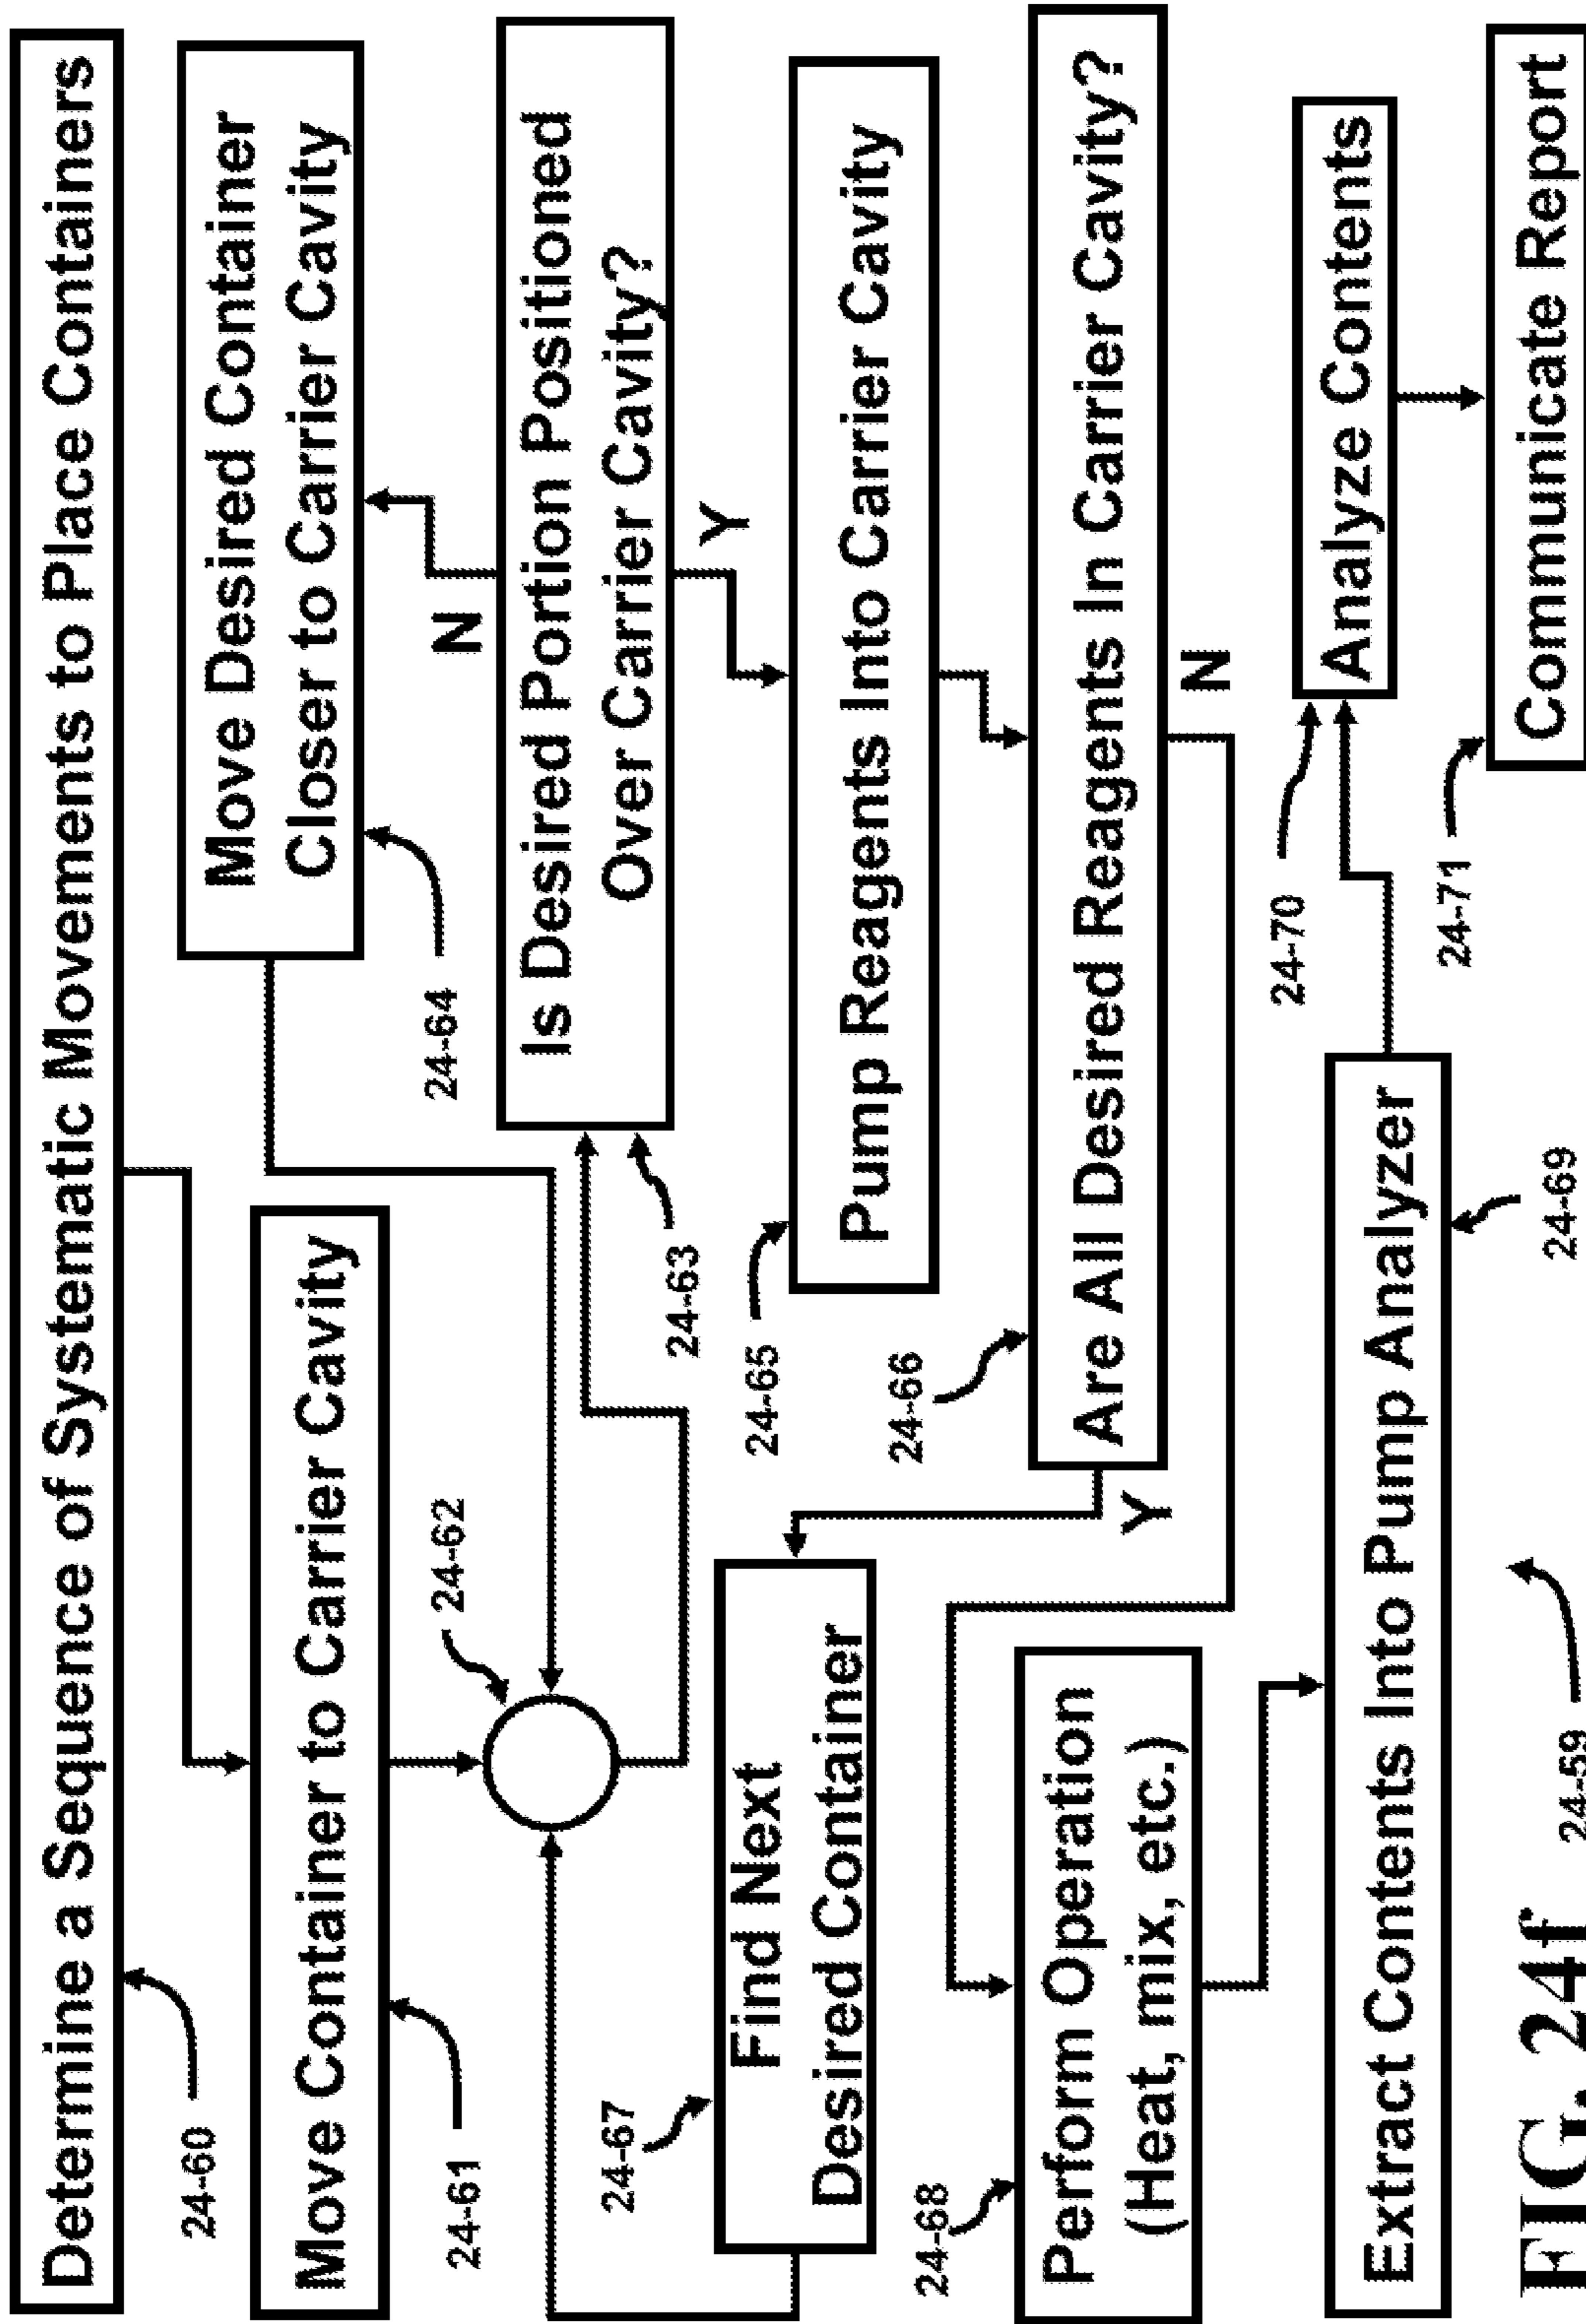 Determine a Sequence of Systematic Movements to Place Containers
24-60
Move Container to Carrier Cavity
24-61
24-62
Move Desired Container
Closer to Carrier Cavity
24-64
N
Is Desired Portion Positioned
Over Carrier Cavity?
24-63
Y
24-65
Pump Reagents Into Carrier Cavity
24-66
Are All Desired Reagents In Carrier Cavity?
Y
N
24-67
Find Next
Desired Container
24-68
Perform Operation
(Heat, mix, etc.)
Extract Contents Into Pump Analyzer
24-69
24-70
Analyze Contents
24-71
Communicate Report
FIG. 24f
24-59